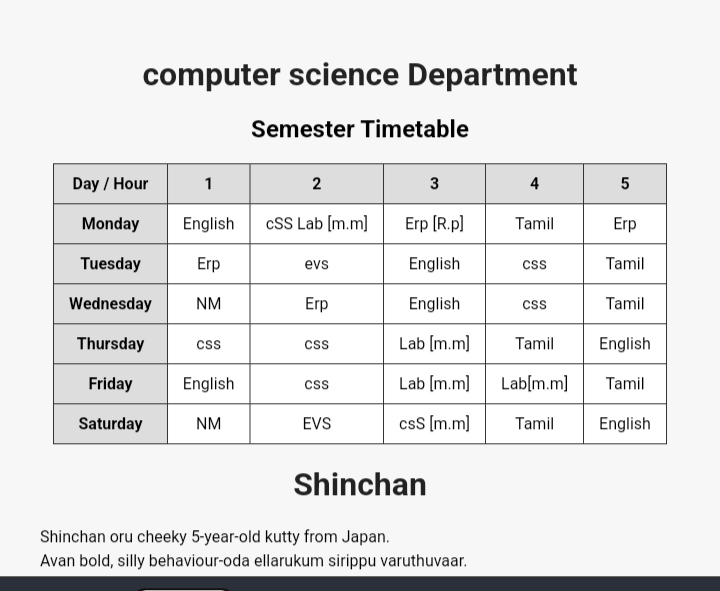 computer science Department
Semester Timetable
Day / Hour 1 2 3 4 5
Monday English cSS Lab [m.m] Erp [R.p] Tamil Erp
Tuesday Erp evs English css Tamil
Wednesday NM Erp English css Tamil
Thursday css css Lab [m.m] Tamil English
Friday English css Lab [m.m] Lab[m.m] Tamil
Saturday NM EVS csS [m.m] Tamil English
Shinchan
Shinchan oru cheeky 5-year-old kutty from Japan.
Avan bold, silly behaviour-oda ellarukum sirippu varuthuvaar.